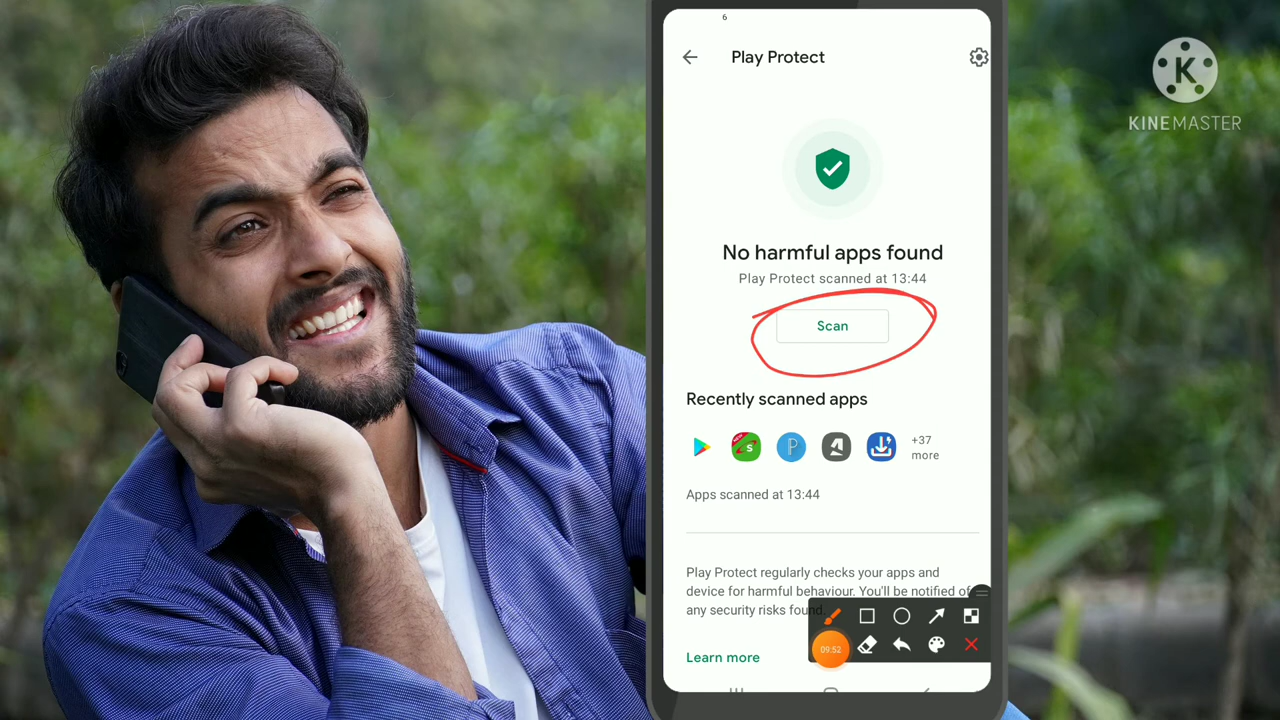 6
Play Protect
KINEMASTER
No harmful apps found
Play Protect scanned at 13:44
Scan
Recently scanned apps
+37
more
Apps scanned at 13:44
Play Protect regularly checks your apps and
device for harmful behaviour. You'll be notified of
any security risks found.
09:52
Learn more